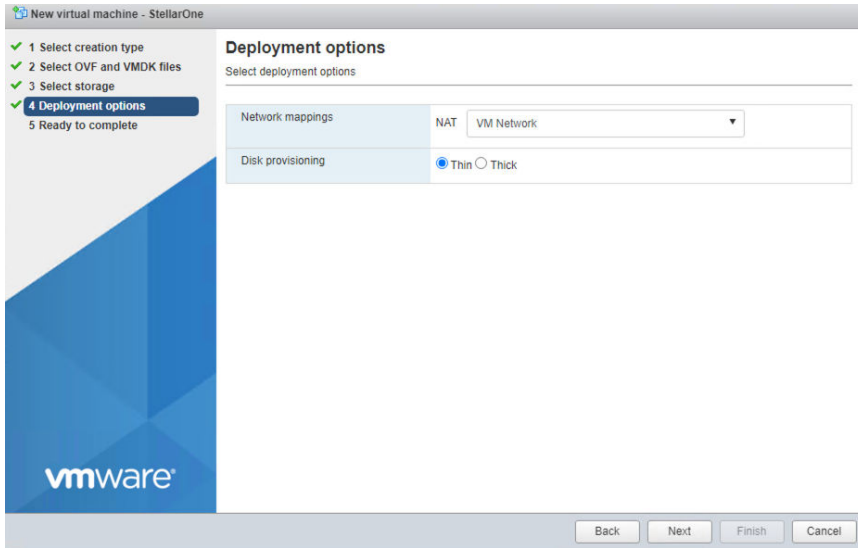 New virtual machine - StellarOne
1 Select creation type
2 Select OVF and VMDK files
3 Select storage
4 Deployment options
5 Ready to complete
Deployment options
Select deployment options
Network mappings
NAT VM Network
Disk provisioning
Thin Thick
vmware®
Back Next Finish Cancel